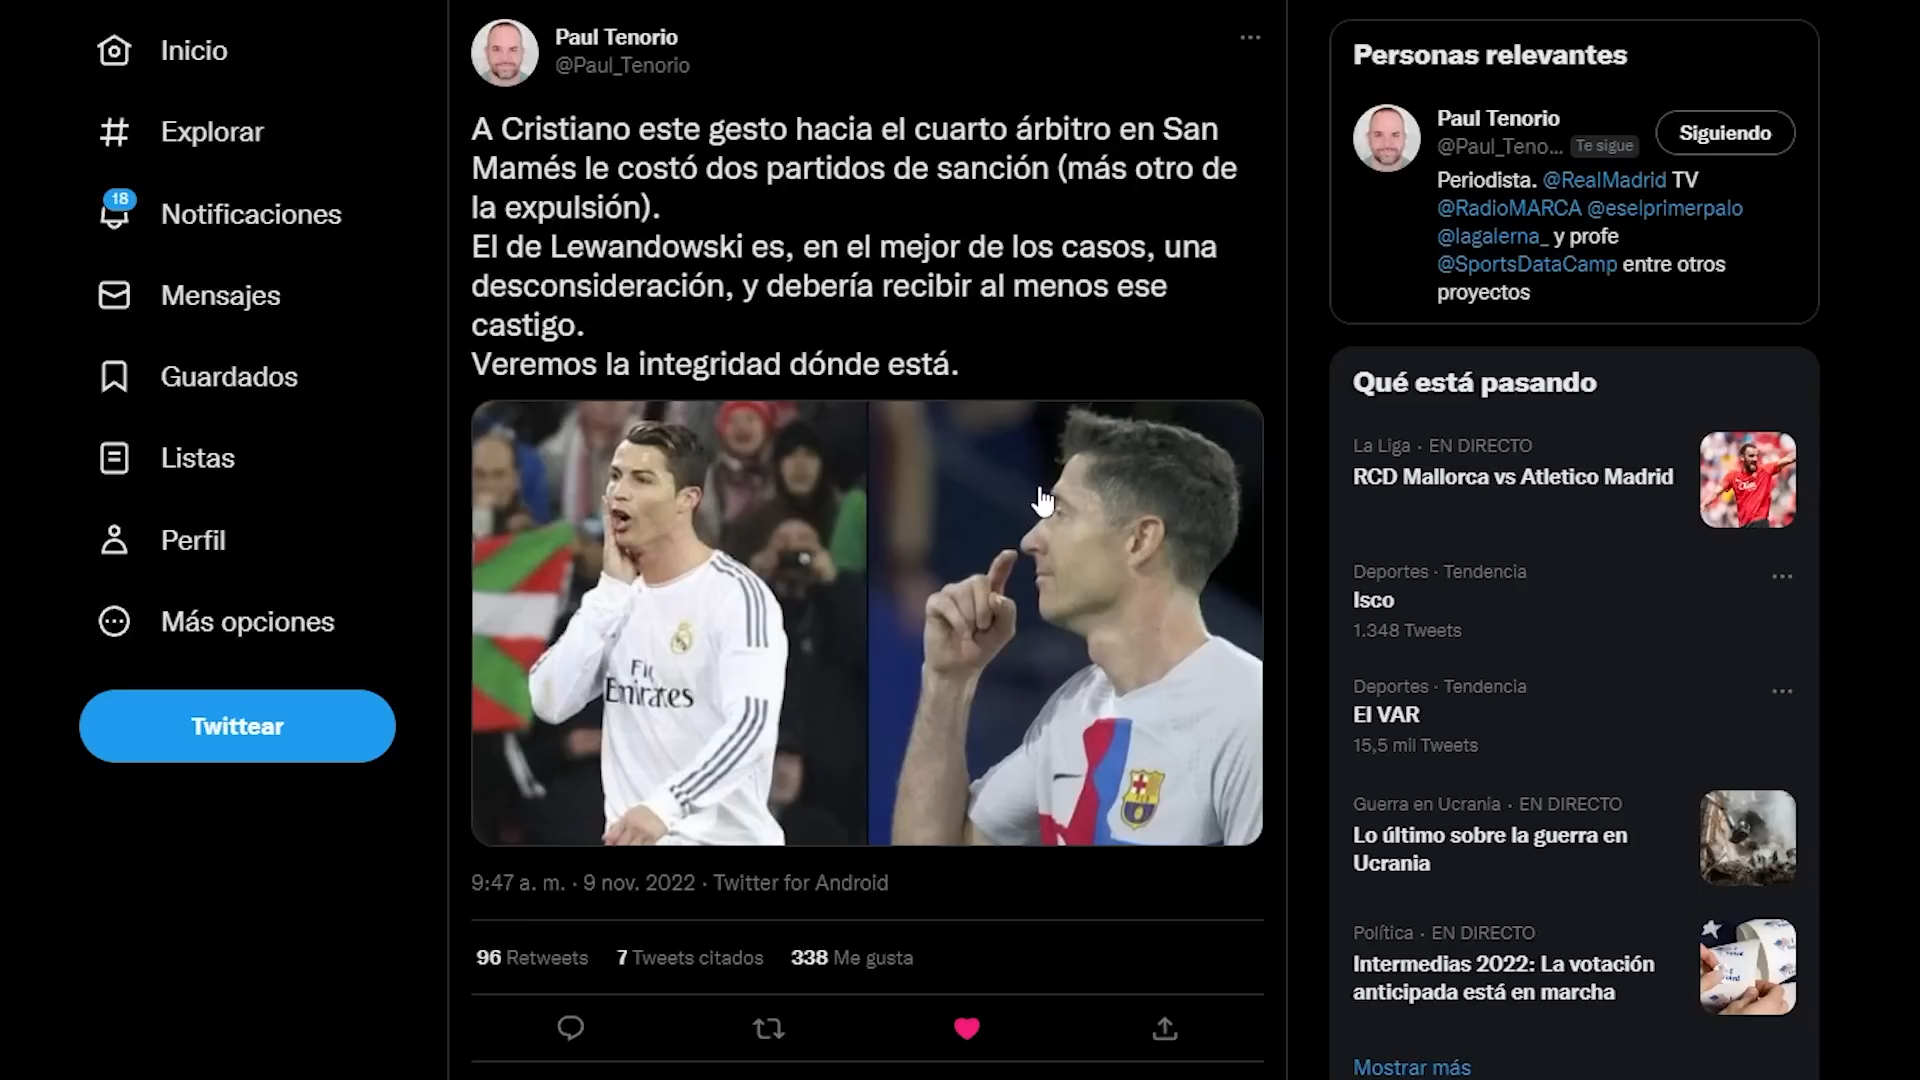 Inicio
Explorar
18
Notificaciones
Mensajes
Guardados
Listas
Perfil
Más opciones
Twittear
Paul Tenorio
@Paul_Tenorio
A Cristiano este gesto hacia el cuarto árbitro en San
Mamés le costó dos partidos de sanción (más otro de
la expulsión).
El de Lewandowski es, en el mejor de los casos, una
desconsideración, y debería recibir al menos ese
castigo.
Veremos la integridad dónde está.
Fly
Emirates
9:47 a. m. · 9 nov. 2022 · Twitter for Android
96 Retweets 7 Tweets citados 338 Me gusta
Personas relevantes
Paul Tenorio
@Paul_Teno... Te sigue
Siguiendo
Periodista. @RealMadrid TV
@RadioMARCA @eselprimerpalo
@lagalerna_ y profe
@SportsDataCamp entre otros
proyectos
Qué está pasando
La Liga · EN DIRECTO
RCD Mallorca vs Atletico Madrid
Deportes · Tendencia
Isco
1.348 Tweets
Deportes · Tendencia
El VAR
15,5 mil Tweets
Guerra en Ucrania · EN DIRECTO
Lo último sobre la guerra en
Ucrania
Política · EN DIRECTO
Intermedias 2022: La votación
anticipada está en marcha
Mostrar más